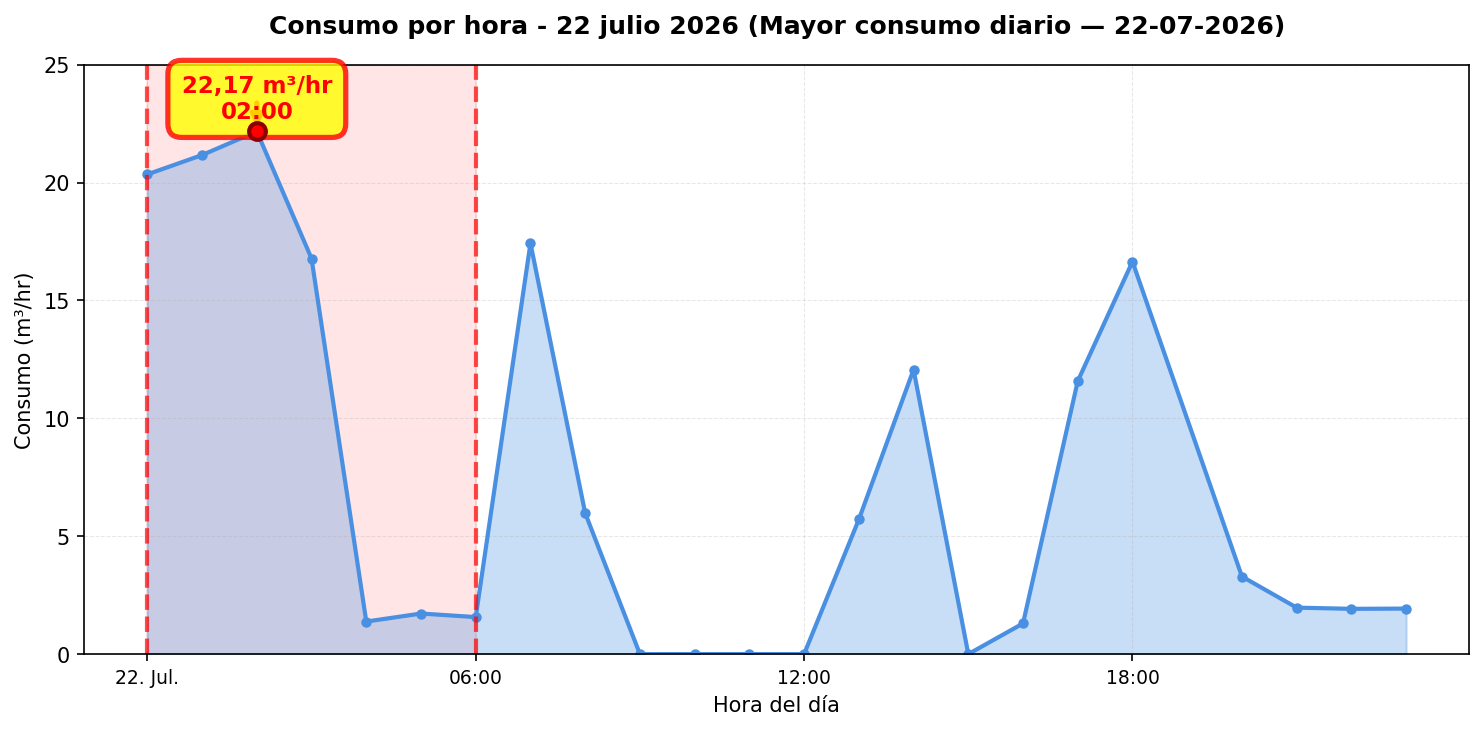 Consumo por hora - 22 julio 2026 (Mayor consumo diario — 22-07-2026)
22,17 m³/hr
02:00
Consumo (m³/hr)
25
20
15
10
5
0
22. Jul.
06:00
12:00
18:00
Hora del día